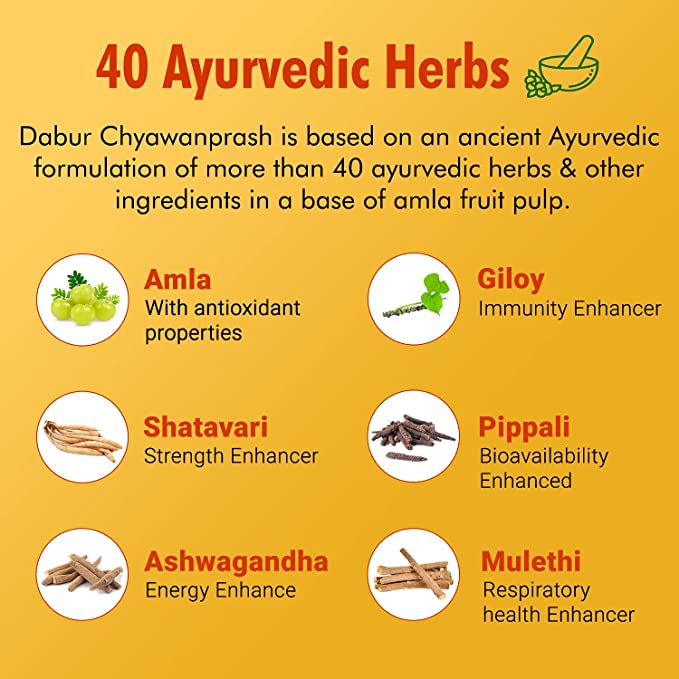 40 Ayurvedic Herbs
Dabur Chyawanprash is based on an ancient Ayurvedic
formulation of more than 40 ayurvedic herbs & other
ingredients in a base of amla fruit pulp.
Amla
With antioxidant
properties
Giloy
Immunity Enhancer
Shatavari
Strength Enhancer
Pippali
Bioavailability
Enhanced
Ashwagandha
Energy Enhance
Mulethi
Respiratory
health Enhancer